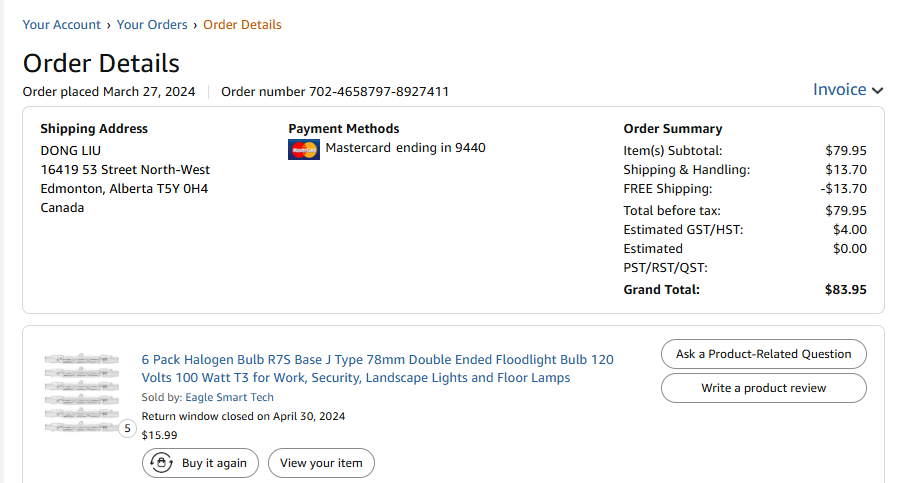 Your Account › Your Orders › Order Details
Order Details
Order placed March 27, 2024 Order number 702-4658797-8927411
Invoice
Shipping Address
DONG LIU
16419 53 Street North-West
Edmonton, Alberta T5Y 0H4
Canada
Payment Methods
MasterCard Mastercard ending in 9440
Order Summary
Item(s) Subtotal: $79.95
Shipping & Handling: $13.70
FREE Shipping: -$13.70
Total before tax: $79.95
Estimated GST/HST: $4.00
Estimated $0.00
PST/RST/QST:
Grand Total: $83.95
5
6 Pack Halogen Bulb R7S Base J Type 78mm Double Ended Floodlight Bulb 120
Volts 100 Watt T3 for Work, Security, Landscape Lights and Floor Lamps
Sold by: Eagle Smart Tech
Return window closed on April 30, 2024
$15.99
Buy it again View your item
Ask a Product-Related Question
Write a product review